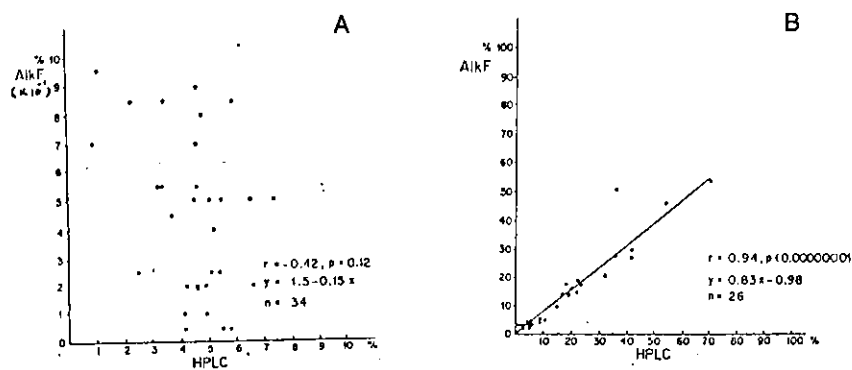 A
% 10
AlkF
9
8
7
6
5
4
3
2
1
0
1 2 3 4 5 6 7 8 9 10 %
HPLC
r = -0.42, p = 0.12
y = 1.5-0.15 x
n = 34
B
% 100
AlkF
90
80
70
60
50
40
30
20
10
0
10 20 30 40 50 60 70 80 90 100 %
HPLC
r = 0.94, p<0.00000001
y = 0.83x-0.98
n = 26